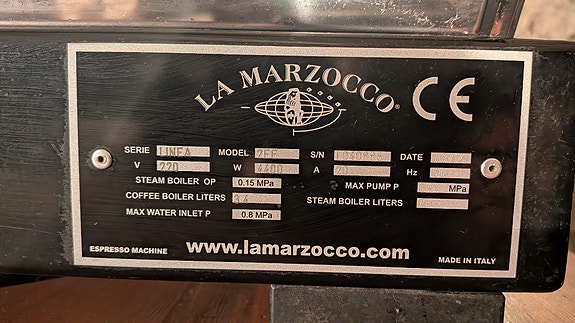 LA MARZOCCO®
CE
SERIE LINEA MODEL 2EE S/N DATE
V 220 W 4400 A 20 Hz
STEAM BOILER OP 0.15 MPa MAX PUMP P MPa
COFFEE BOILER LITERS 3.4 STEAM BOILER LITERS
MAX WATER INLET P 0.8 MPa
ESPRESSO MACHINE www.lamarzocco.com MADE IN ITALY